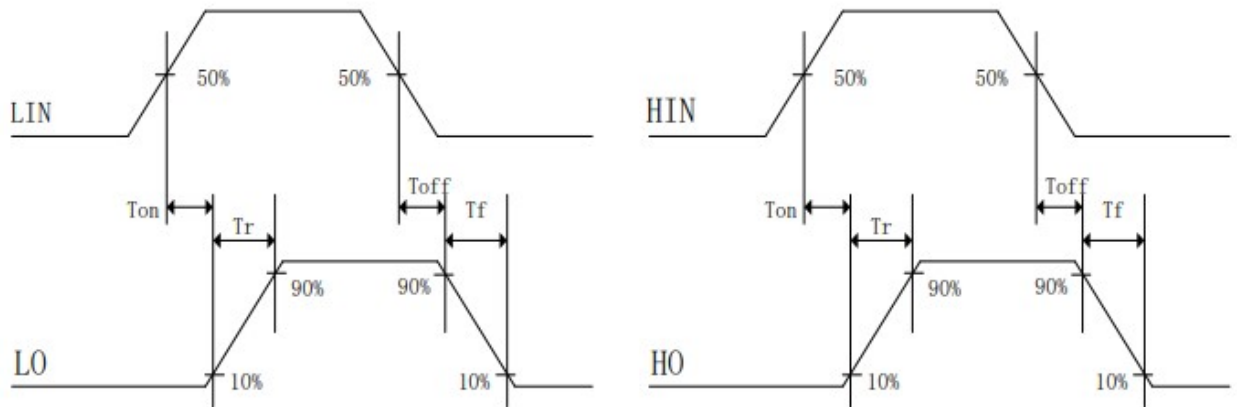 50% 50%
LIN
Toff
Ton
Tr Tf
90% 90%
LO
10% 10%
50% 50%
HIN
Toff
Ton
Tr Tf
90% 90%
HO
10% 10%